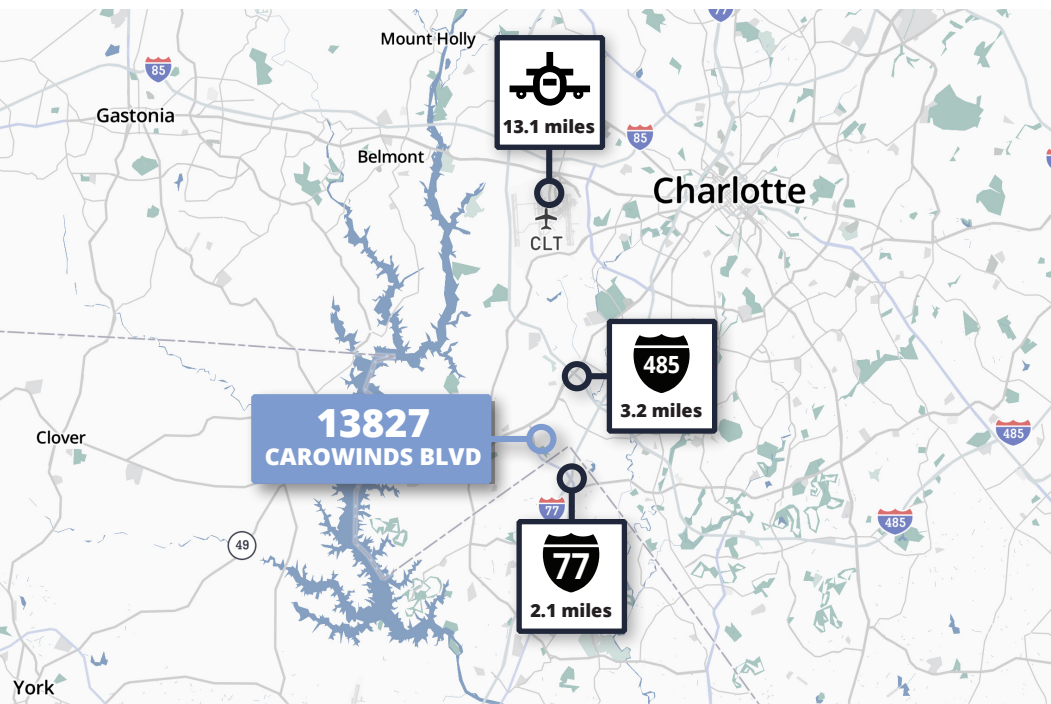 77
Mount Holly
85
Gastonia
13.1 miles
85
Belmont
Charlotte
CLT
485
3.2 miles
13827
CAROWINDS BLVD
Clover
485
77
485
49
77
2.1 miles
York